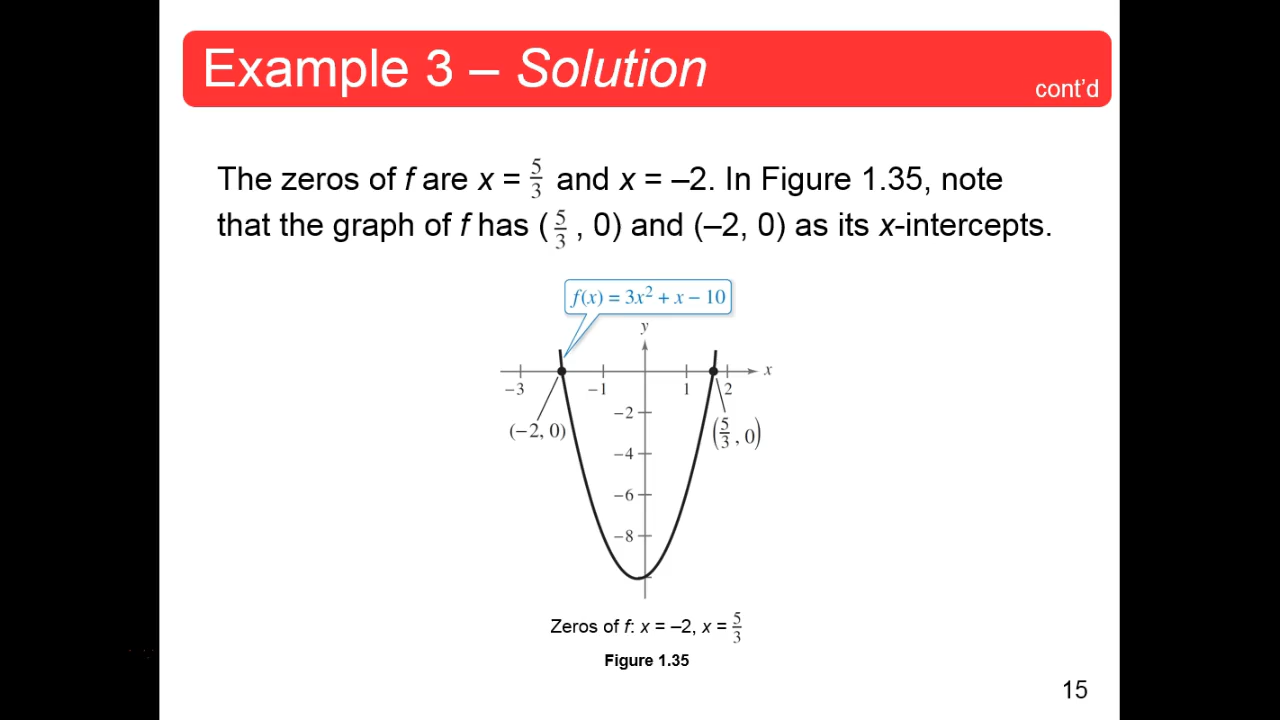 Example 3 – Solution
cont'd
The zeros of f are x = 5/3 and x = –2. In Figure 1.35, note
that the graph of f has (5/3 , 0) and (–2, 0) as its x-intercepts.
f(x) = 3x² + x – 10
y
x
–3
–1
1
2
(–2, 0)
–2
(5/3 , 0)
–4
–6
–8
Zeros of f: x = –2, x = 5/3
Figure 1.35
15